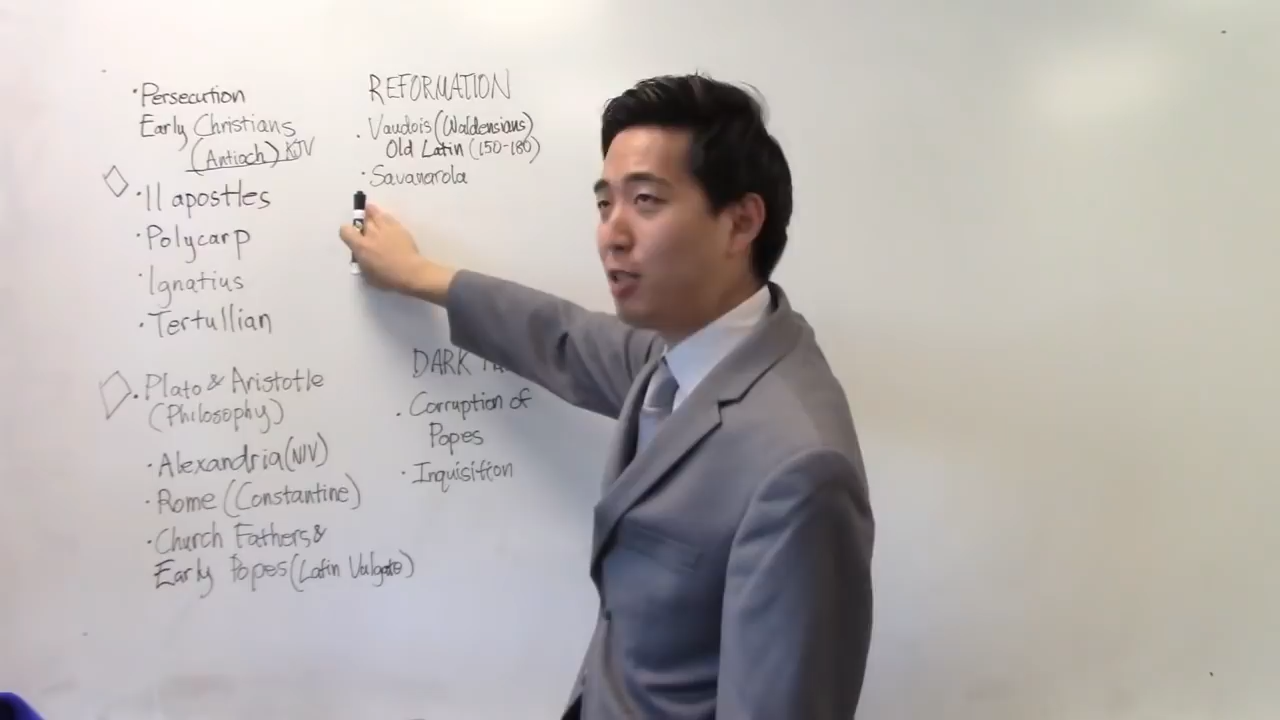 ·Persecution
Early Christians
(Antioch) KJV
·11 apostles
·Polycarp
·Ignatius
·Tertullian
·Plato & Aristotle
(Philosophy)
·Alexandria (NIV)
·Rome (Constantine)
·Church Fathers &
Early Popes (Latin Vulgate)
REFORMATION
·Vaudois (Waldensians)
Old Latin (150-180)
·Savanarola
DARK
·Corruption of
Popes
·Inquisition